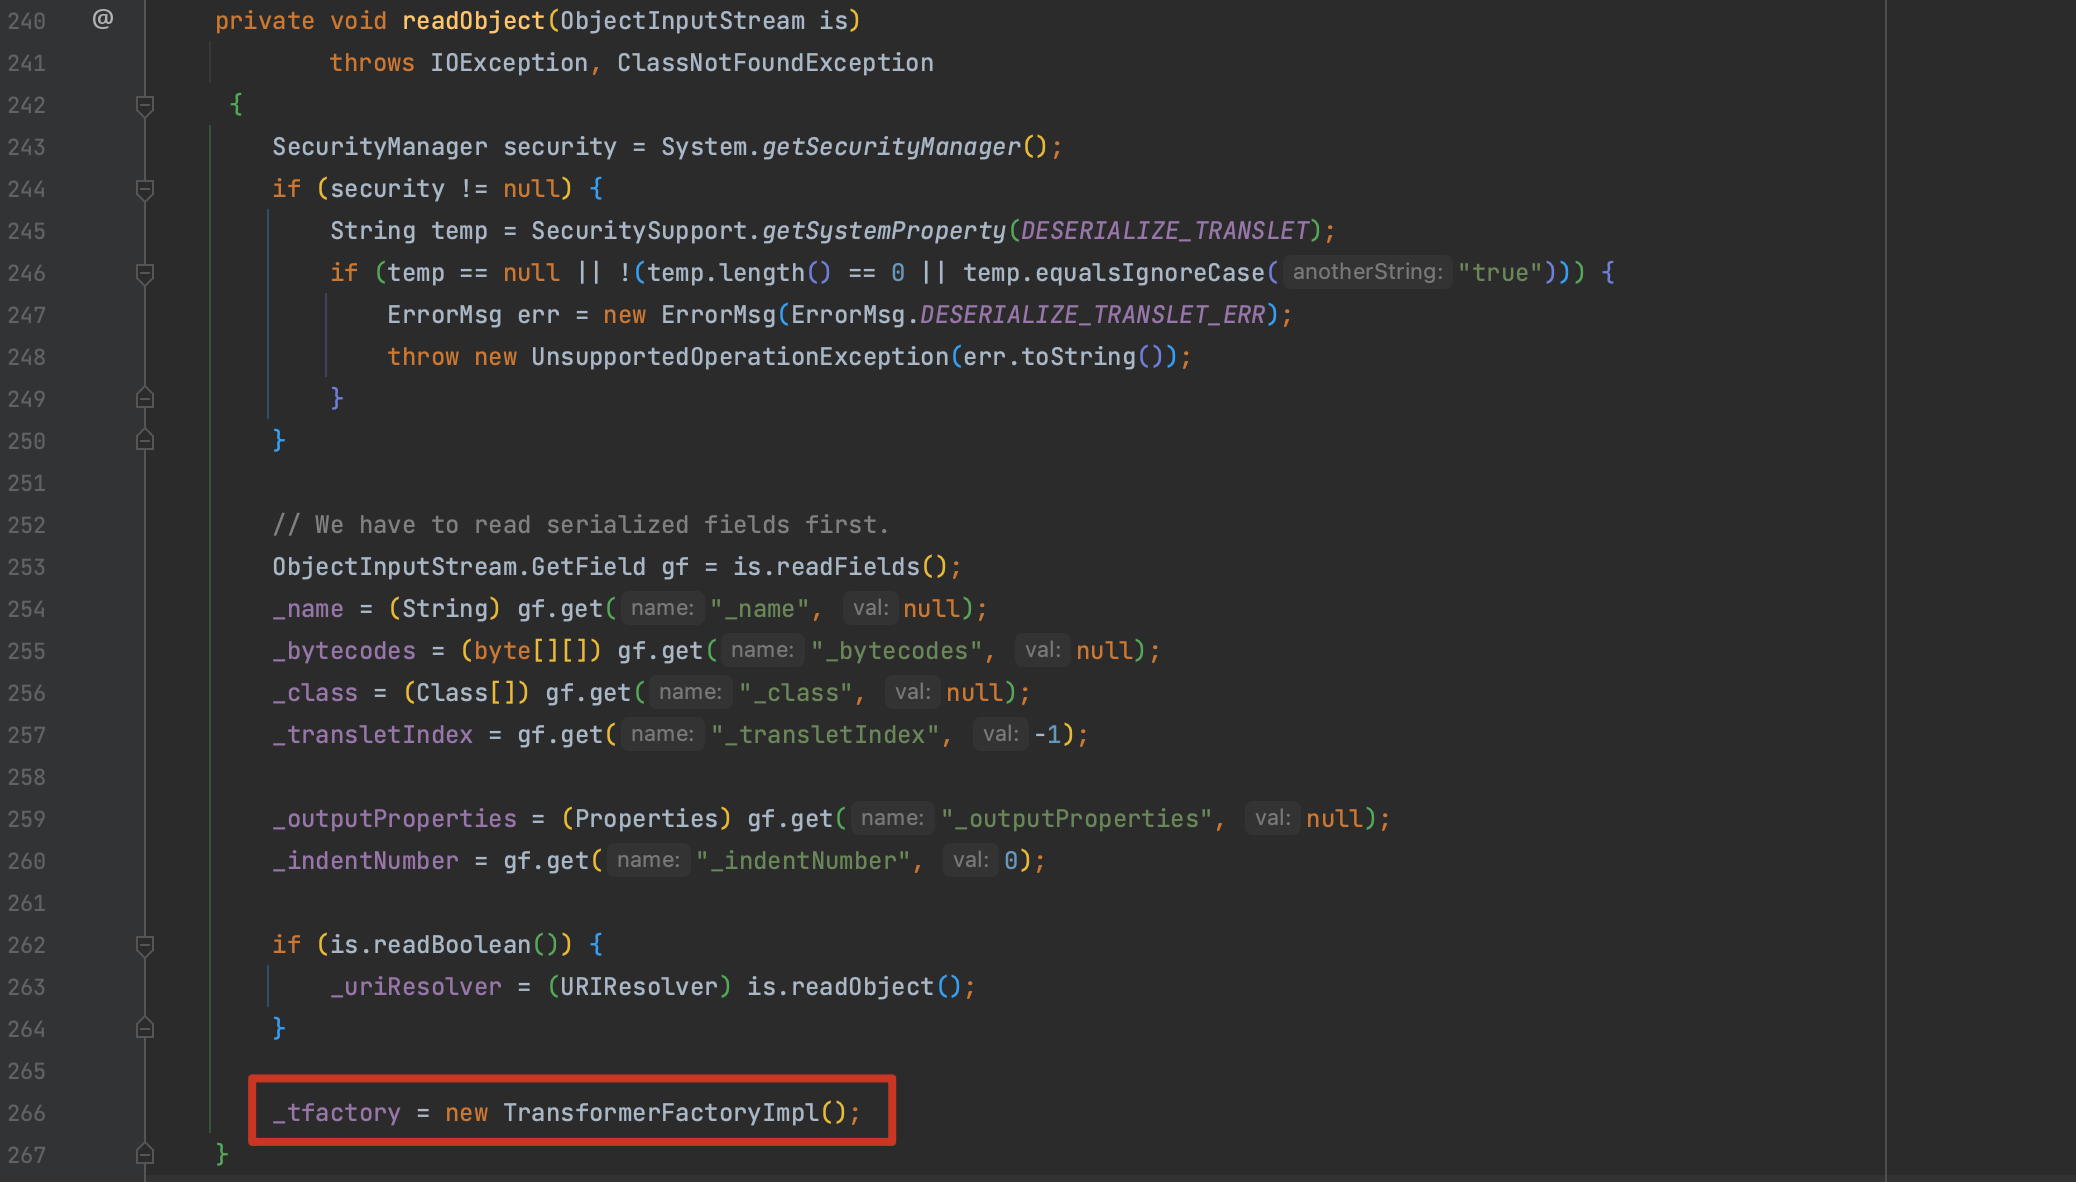 240 @ private void readObject(ObjectInputStream is)
241 throws IOException, ClassNotFoundException
242 {
243 SecurityManager security = System.getSecurityManager();
244 if (security != null) {
245 String temp = SecuritySupport.getSystemProperty(DESERIALIZE_TRANSLET);
246 if (temp == null || !(temp.length() == 0 || temp.equalsIgnoreCase( anotherString: "true"))) {
247 ErrorMsg err = new ErrorMsg(ErrorMsg.DESERIALIZE_TRANSLET_ERR);
248 throw new UnsupportedOperationException(err.toString());
249 }
250 }
251
252 // We have to read serialized fields first.
253 ObjectInputStream.GetField gf = is.readFields();
254 _name = (String) gf.get( name: "_name", val: null);
255 _bytecodes = (byte[][]) gf.get( name: "_bytecodes", val: null);
256 _class = (Class[]) gf.get( name: "_class", val: null);
257 _transletIndex = gf.get( name: "_transletIndex", val: -1);
258
259 _outputProperties = (Properties) gf.get( name: "_outputProperties", val: null);
260 _indentNumber = gf.get( name: "_indentNumber", val: 0);
261
262 if (is.readBoolean()) {
263 _uriResolver = (URIResolver) is.readObject();
264 }
265
266 _tfactory = new TransformerFactoryImpl();
267 }